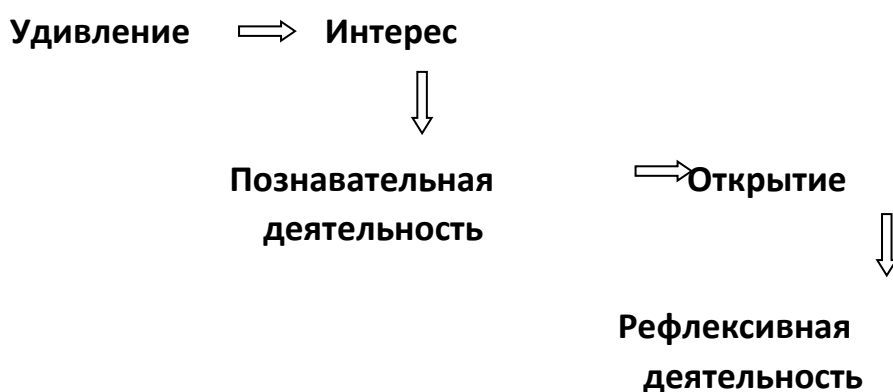 Удивление Интерес
Познавательная Открытие
деятельность
Рефлексивная
деятельность